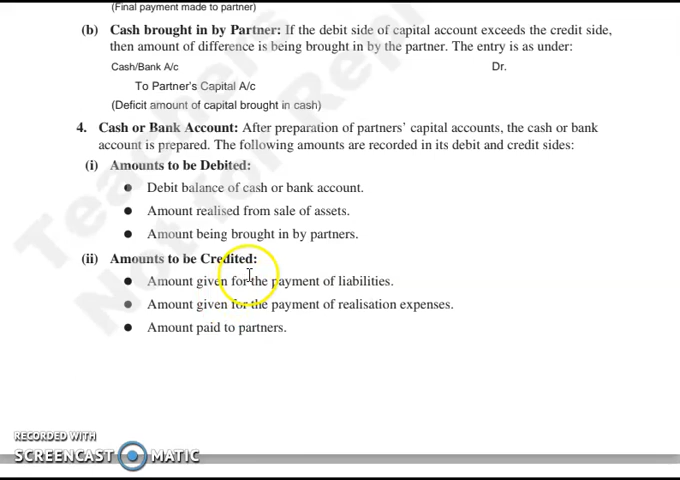 (Final payment made to partner)
(b) Cash brought in by Partner: If the debit side of capital account exceeds the credit side,
then amount of difference is being brought in by the partner. The entry is as under:
Cash/Bank A/c Dr.
To Partner's Capital A/c
(Deficit amount of capital brought in cash)
4. Cash or Bank Account: After preparation of partners' capital accounts, the cash or bank
account is prepared. The following amounts are recorded in its debit and credit sides:
(i) Amounts to be Debited:
● Debit balance of cash or bank account.
● Amount realised from sale of assets.
● Amount being brought in by partners.
(ii) Amounts to be Credited:
● Amount given for the payment of liabilities.
● Amount given for the payment of realisation expenses.
● Amount paid to partners.
RECORDED WITH
SCREENCAST MATIC